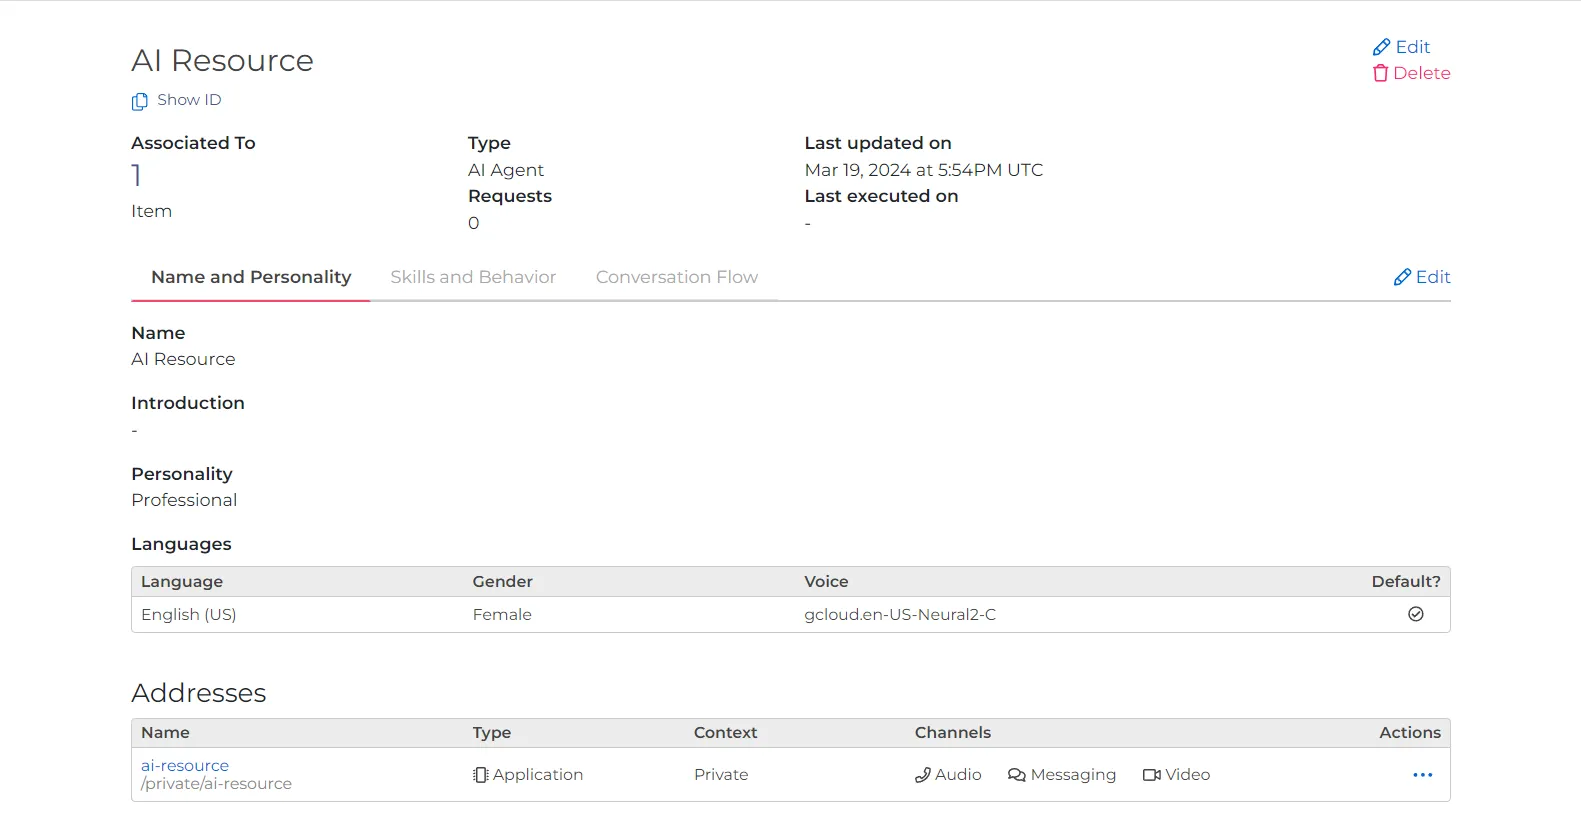 AI Resource
Edit
Delete
Show ID
Associated To
1
Item
Type
AI Agent
Requests
0
Last updated on
Mar 19, 2024 at 5:54PM UTC
Last executed on
-
Name and Personality Skills and Behavior Conversation Flow Edit
Name
AI Resource
Introduction
-
Personality
Professional
Languages
Language Gender Voice Default?
English (US) Female gcloud.en-US-Neural2-C
Addresses
Name Type Context Channels Actions
ai-resource
/private/ai-resource
Application Private Audio Messaging Video